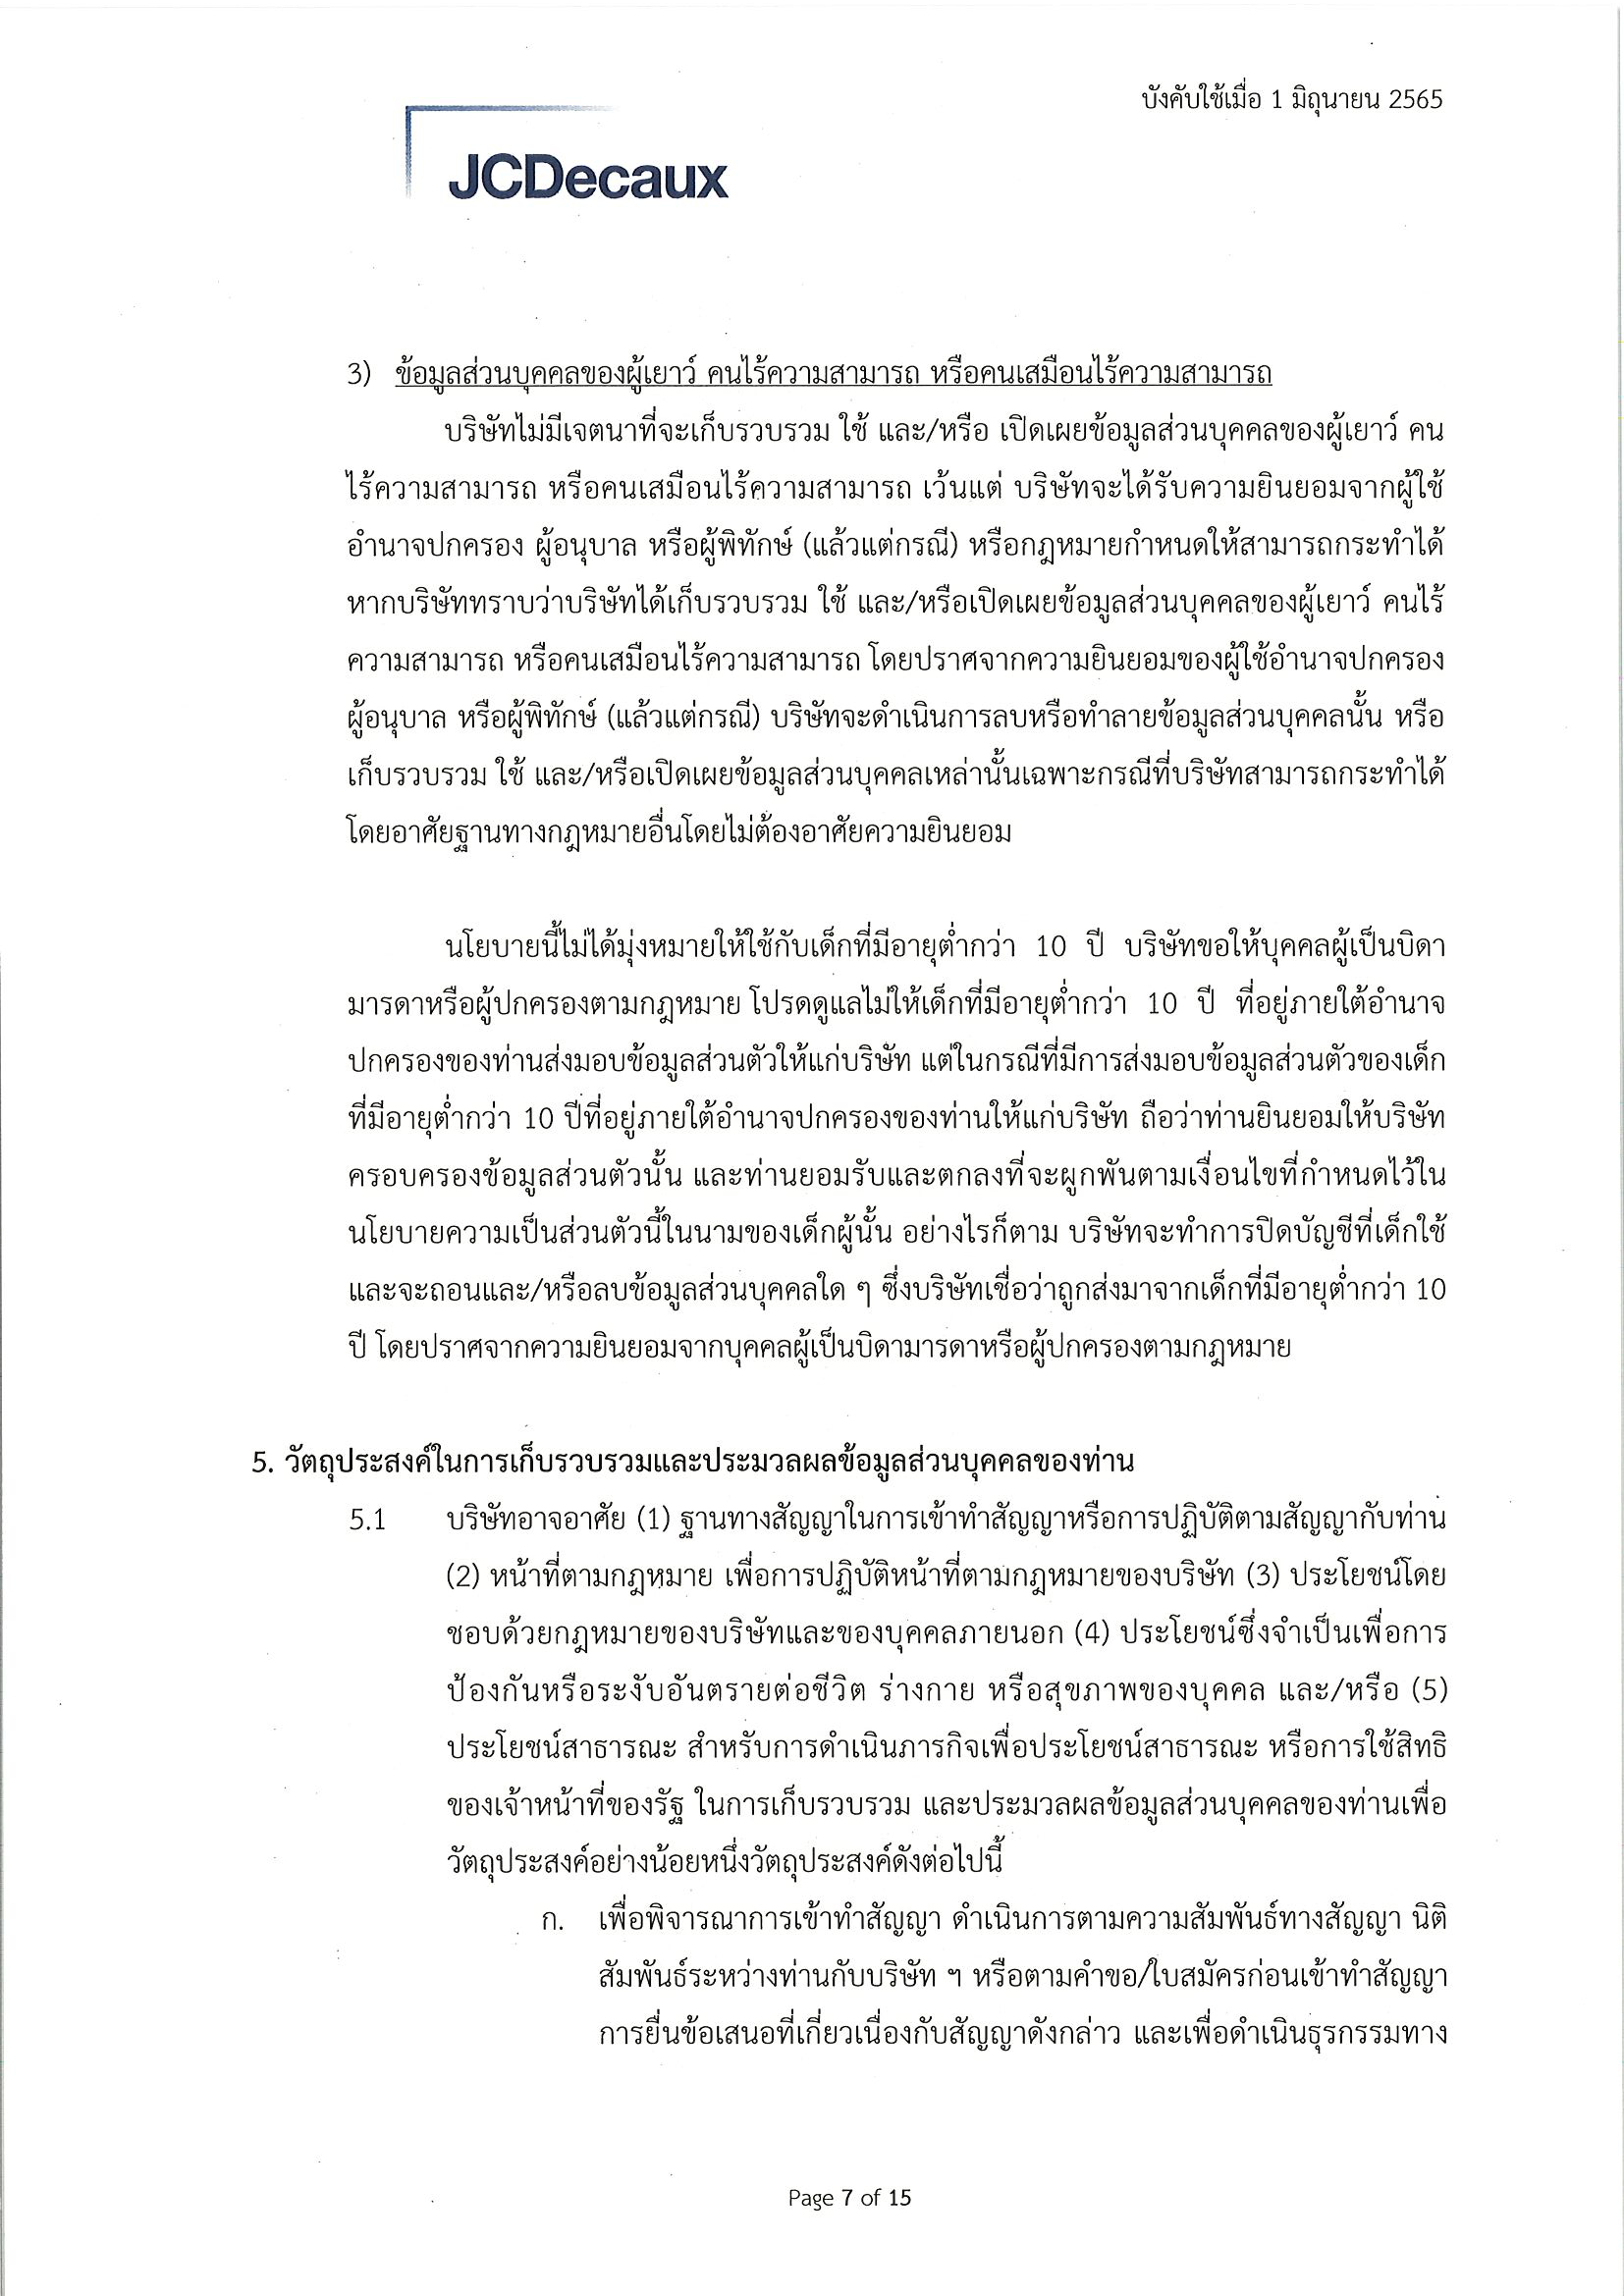 บังคับใช้เมื่อ 1 มิถุนายน 2565
JCDecaux
3) ข้อมูลส่วนบุคคลของผู้เยาว์ คนไร้ความสามารถ หรือคนเสมือนไร้ความสามารถ
บริษัทไม่มีเจตนาที่จะเก็บรวบรวม ใช้ และ/หรือ เปิดเผยข้อมูลส่วนบุคคลของผู้เยาว์ คน
ไร้ความสามารถ หรือคนเสมือนไร้ความสามารถ เว้นแต่ บริษัทจะได้รับความยินยอมจากผู้ใช้
อำนาจปกครอง ผู้อนุบาล หรือผู้พิทักษ์ (แล้วแต่กรณี) หรือกฎหมายกำหนดให้สามารถกระทำได้
หากบริษัททราบว่าบริษัทได้เก็บรวบรวม ใช้ และ/หรือเปิดเผยข้อมูลส่วนบุคคลของผู้เยาว์ คนไร้
ความสามารถ หรือคนเสมือนไร้ความสามารถ โดยปราศจากความยินยอมของผู้ใช้อำนาจปกครอง
ผู้อนุบาล หรือผู้พิทักษ์ (แล้วแต่กรณี) บริษัทจะดำเนินการลบหรือทำลายข้อมูลส่วนบุคคลนั้น หรือ
เก็บรวบรวม ใช้ และ/หรือเปิดเผยข้อมูลส่วนบุคคลเหล่านั้นเฉพาะกรณีที่บริษัทสามารถกระทำได้
โดยอาศัยฐานทางกฎหมายอื่นโดยไม่ต้องอาศัยความยินยอม
นโยบายนี้ไม่ได้มุ่งหมายให้ใช้กับเด็กที่มีอายุต่ำกว่า 10 ปี บริษัทขอให้บุคคลผู้เป็นบิดา
มารดาหรือผู้ปกครองตามกฎหมาย โปรดดูแลไม่ให้เด็กที่มีอายุต่ำกว่า 10 ปี ที่อยู่ภายใต้อำนาจ
ปกครองของท่านส่งมอบข้อมูลส่วนตัวให้แก่บริษัท แต่ในกรณีที่มีการส่งมอบข้อมูลส่วนตัวของเด็ก
ที่มีอายุต่ำกว่า 10 ปีที่อยู่ภายใต้อำนาจปกครองของท่านให้แก่บริษัท ถือว่าท่านยินยอมให้บริษัท
ครอบครองข้อมูลส่วนตัวนั้น และท่านยอมรับและตกลงที่จะผูกพันตามเงื่อนไขที่กำหนดไว้ใน
นโยบายความเป็นส่วนตัวนี้ในนามของเด็กผู้นั้น อย่างไรก็ตาม บริษัทจะทำการปิดบัญชีที่เด็กใช้
และจะถอนและ/หรือลบข้อมูลส่วนบุคคลใด ๆ ซึ่งบริษัทเชื่อว่าถูกส่งมาจากเด็กที่มีอายุต่ำกว่า 10
ปี โดยปราศจากความยินยอมจากบุคคลผู้เป็นบิดามารดาหรือผู้ปกครองตามกฎหมาย
5. วัตถุประสงค์ในการเก็บรวบรวมและประมวลผลข้อมูลส่วนบุคคลของท่าน
5.1 บริษัทอาจอาศัย (1) ฐานทางสัญญาในการเข้าทำสัญญาหรือการปฏิบัติตามสัญญากับท่าน
(2) หน้าที่ตามกฎหมาย เพื่อการปฏิบัติหน้าที่ตามกฎหมายของบริษัท (3) ประโยชน์โดย
ชอบด้วยกฎหมายของบริษัทและของบุคคลภายนอก (4) ประโยชน์ซึ่งจำเป็นเพื่อการ
ป้องกันหรือระงับอันตรายต่อชีวิต ร่างกาย หรือสุขภาพของบุคคล และ/หรือ (5)
ประโยชน์สาธารณะ สำหรับการดำเนินภารกิจเพื่อประโยชน์สาธารณะ หรือการใช้สิทธิ
ของเจ้าหน้าที่ของรัฐ ในการเก็บรวบรวม และประมวลผลข้อมูลส่วนบุคคลของท่านเพื่อ
วัตถุประสงค์อย่างน้อยหนึ่งวัตถุประสงค์ดังต่อไปนี้
ก. เพื่อพิจารณาการเข้าทำสัญญา ดำเนินการตามความสัมพันธ์ทางสัญญา นิติ
สัมพันธ์ระหว่างท่านกับบริษัท ฯ หรือตามคำขอ/ใบสมัครก่อนเข้าทำสัญญา
การยื่นข้อเสนอที่เกี่ยวเนื่องกับสัญญาดังกล่าว และเพื่อดำเนินธุรกรรมทาง
Page 7 of 15